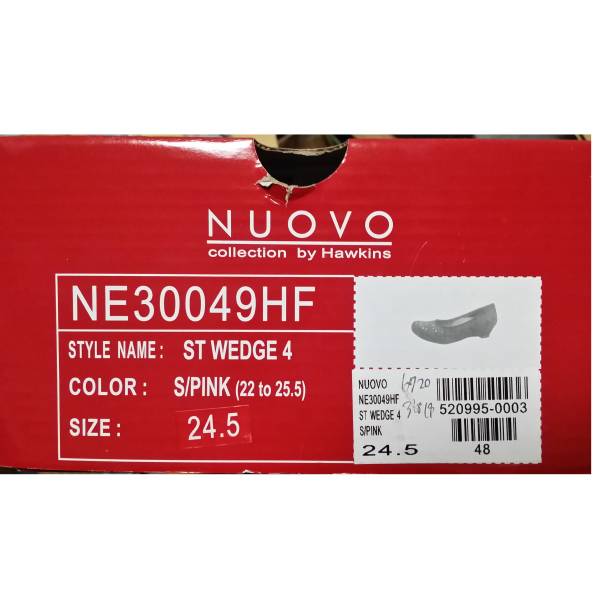 NUOVO
collection by Hawkins
NE30049HF
STYLE NAME : ST WEDGE 4
COLOR : S/PINK (22 to 25.5)
SIZE : 24.5
NUOVO
NE30049HF
ST WEDGE 4
S/PINK
24.5
520995-0003
48